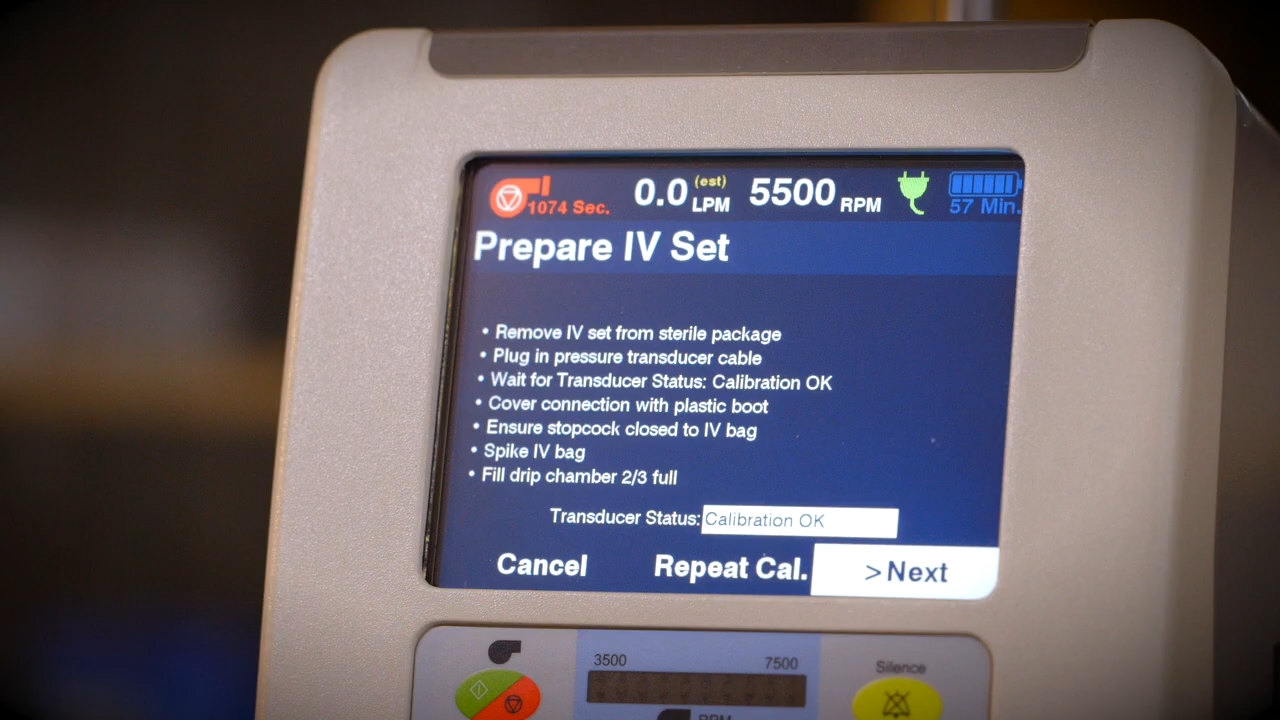 1074 Sec. 0.0 (est) LPM 5500 RPM 57 Min.
Prepare IV Set
• Remove IV set from sterile package
• Plug in pressure transducer cable
• Wait for Transducer Status: Calibration OK
• Cover connection with plastic boot
• Ensure stopcock closed to IV bag
• Spike IV bag
• Fill drip chamber 2/3 full
Transducer Status: Calibration OK
Cancel Repeat Cal. >Next
3500 7500 Silence
RPM